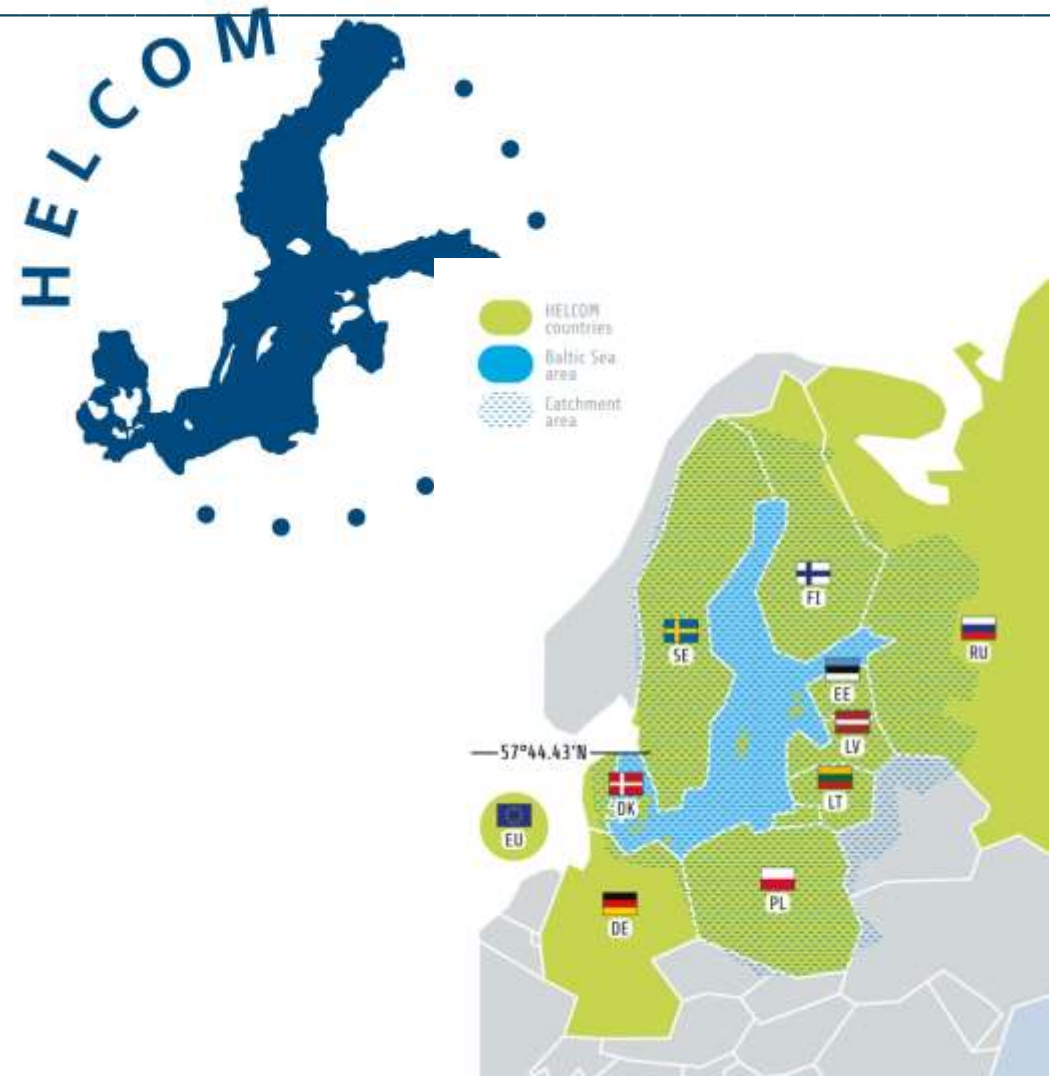 HELCOM
HELCOM
countries
Baltic Sea
area
Catchment
area
FI
SE
RU
EE
LV
57°44.43'N
LT
DK
EU
PL
DE